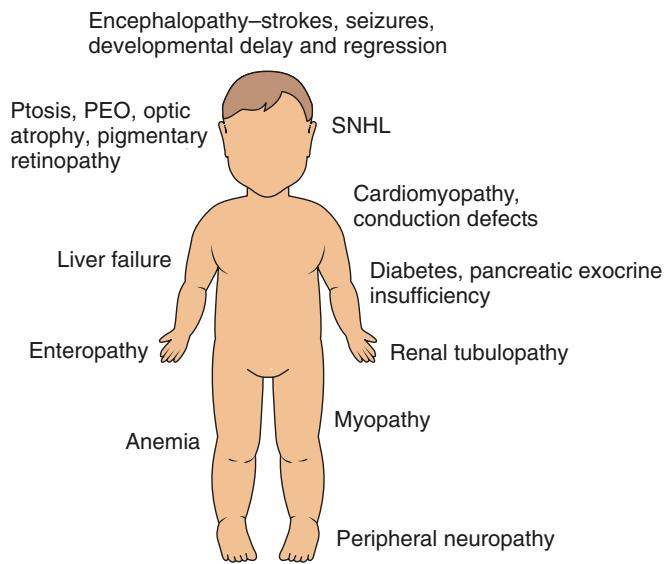 Encephalopathy–strokes, seizures,
developmental delay and regression
Ptosis, PEO, optic
atrophy, pigmentary
retinopathy
SNHL
Cardiomyopathy,
conduction defects
Liver failure
Diabetes, pancreatic exocrine
insufficiency
Enteropathy
Renal tubulopathy
Myopathy
Anemia
Peripheral neuropathy